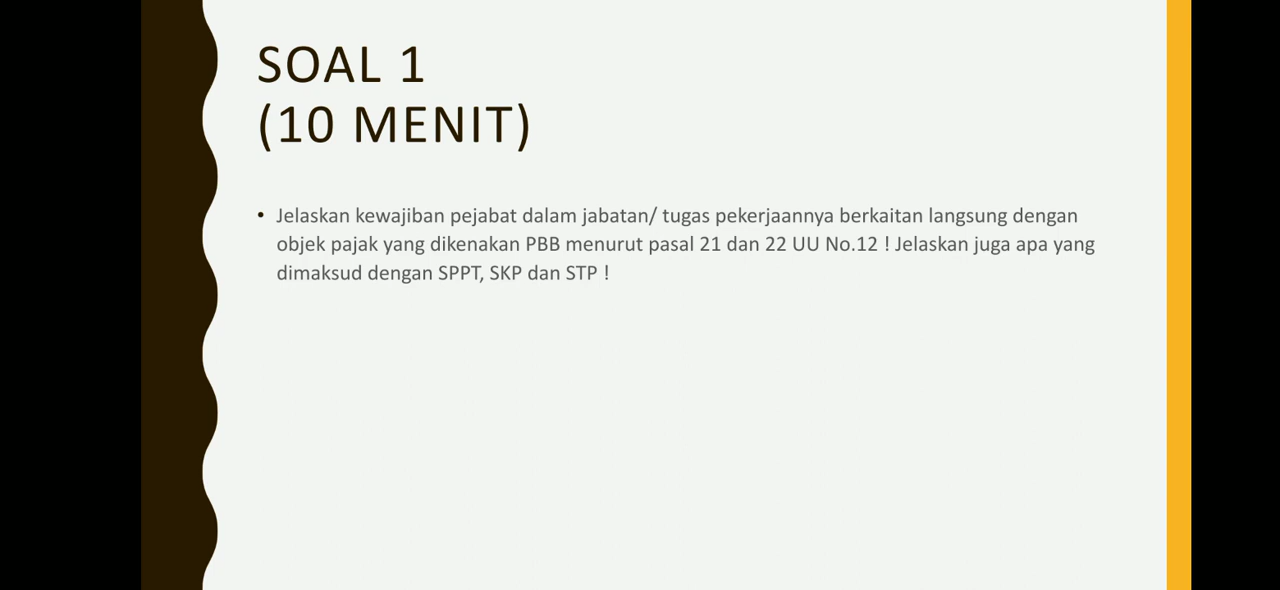 SOAL 1
(10 MENIT)
• Jelaskan kewajiban pejabat dalam jabatan/ tugas pekerjaannya berkaitan langsung dengan
objek pajak yang dikenakan PBB menurut pasal 21 dan 22 UU No.12 ! Jelaskan juga apa yang
dimaksud dengan SPPT, SKP dan STP !